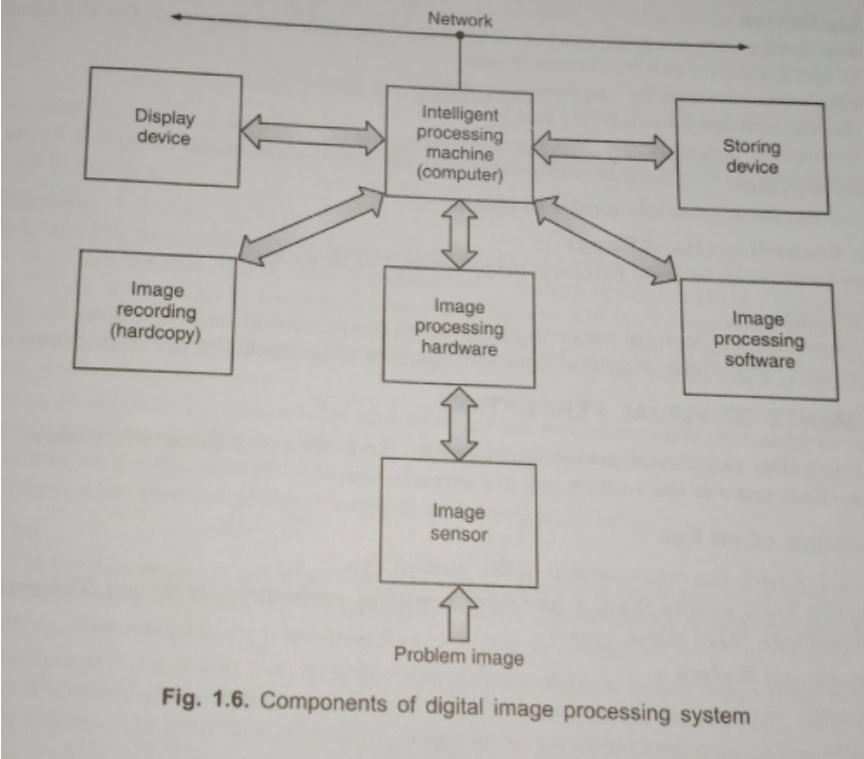 Network
Display
device
Intelligent
processing
machine
(computer)
Storing
device
Image
recording
(hardcopy)
Image
processing
hardware
Image
processing
software
Image
sensor
Problem image
Fig. 1.6. Components of digital image processing system